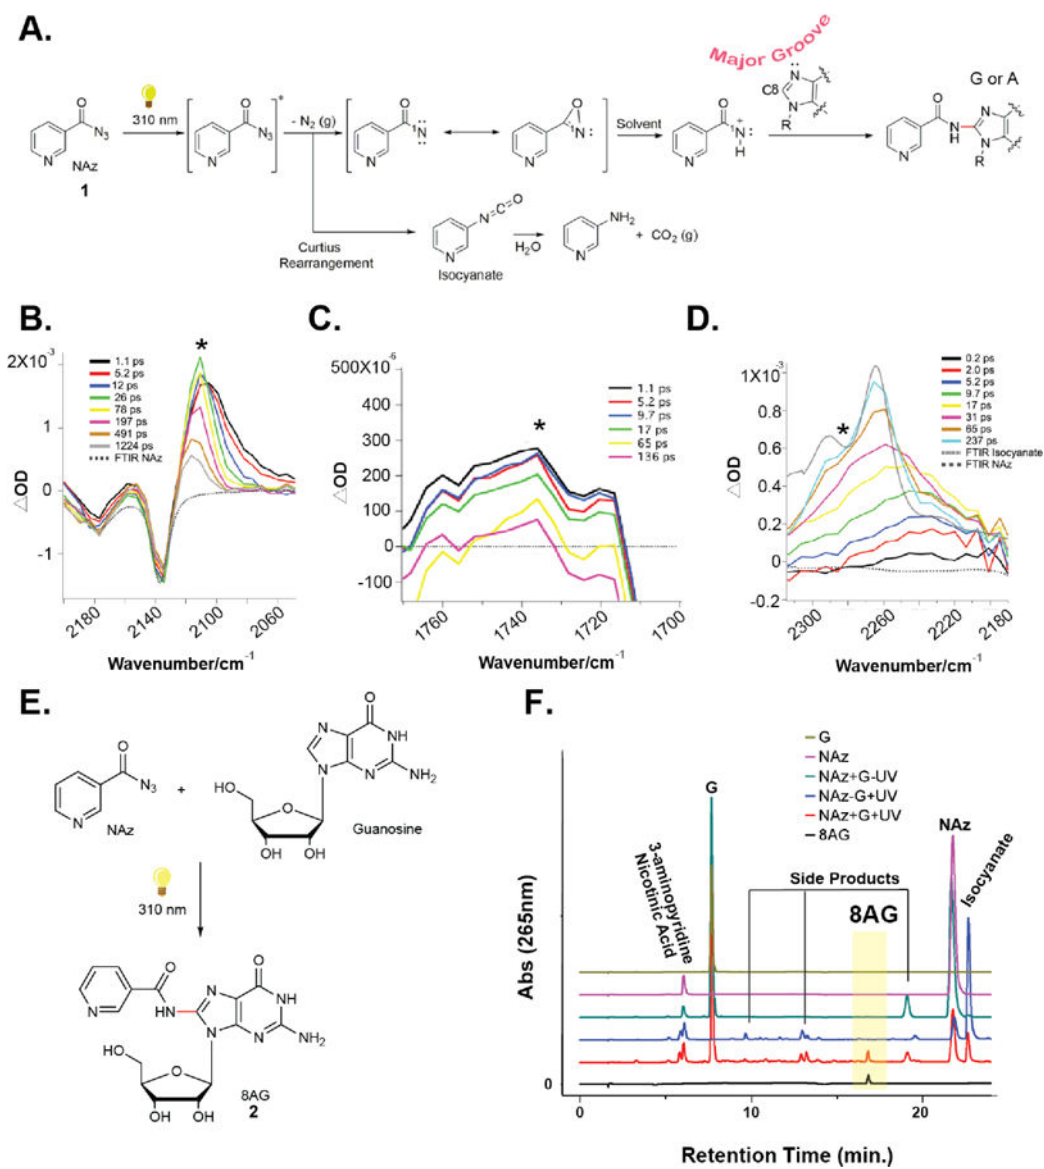 A.
Major Groove
310 nm
NAz
1
*
- N₂ (g)
Solvent
C8
R
G or A
Curtius
Rearrangement
Isocyanate
H₂O
NH₂
+ CO₂ (g)
B.
*
2X10⁻³
1
0
-1
△OD
1.1 ps
5.2 ps
12 ps
26 ps
78 ps
197 ps
491 ps
1224 ps
FTIR NAz
2180
2140
2100
2060
Wavenumber/cm⁻¹
C.
*
500X10⁻⁶
400
300
200
100
0
-100
△OD
1.1 ps
5.2 ps
9.7 ps
17 ps
65 ps
136 ps
1760
1740
1720
1700
Wavenumber/cm⁻¹
D.
*
1X10⁻³
0.8
0.6
0.4
0.2
0
-0.2
△OD
0.2 ps
2.0 ps
5.2 ps
9.7 ps
17 ps
31 ps
65 ps
237 ps
FTIR Isocyanate
FTIR NAz
2300
2260
2220
2180
Wavenumber/cm⁻¹
E.
NAz
+
Guanosine
310 nm
8AG
2
F.
G
NAz
NAz+G-UV
NAz-G+UV
NAz+G+UV
8AG
3-aminopyridine
Nicotinic Acid
G
Side Products
8AG
NAz
Isocyanate
Abs (265nm)
0
0
10
20
Retention Time (min.)